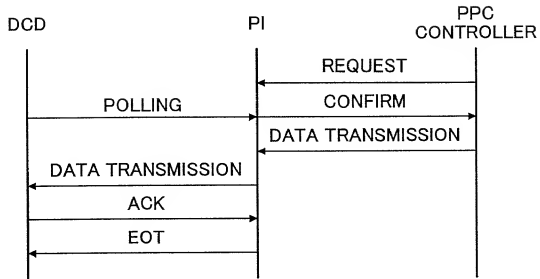 DCD
PI
PPC
CONTROLLER
REQUEST
POLLING
CONFIRM
DATA TRANSMISSION
DATA TRANSMISSION
ACK
EOT